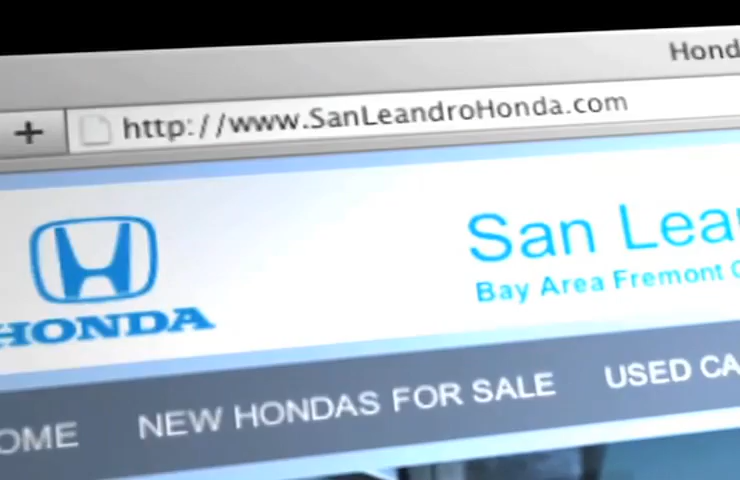 Hond
http://www.SanLeandroHonda.com
San Lea
Bay Area Fremont
HONDA
OME NEW HONDAS FOR SALE USED CA